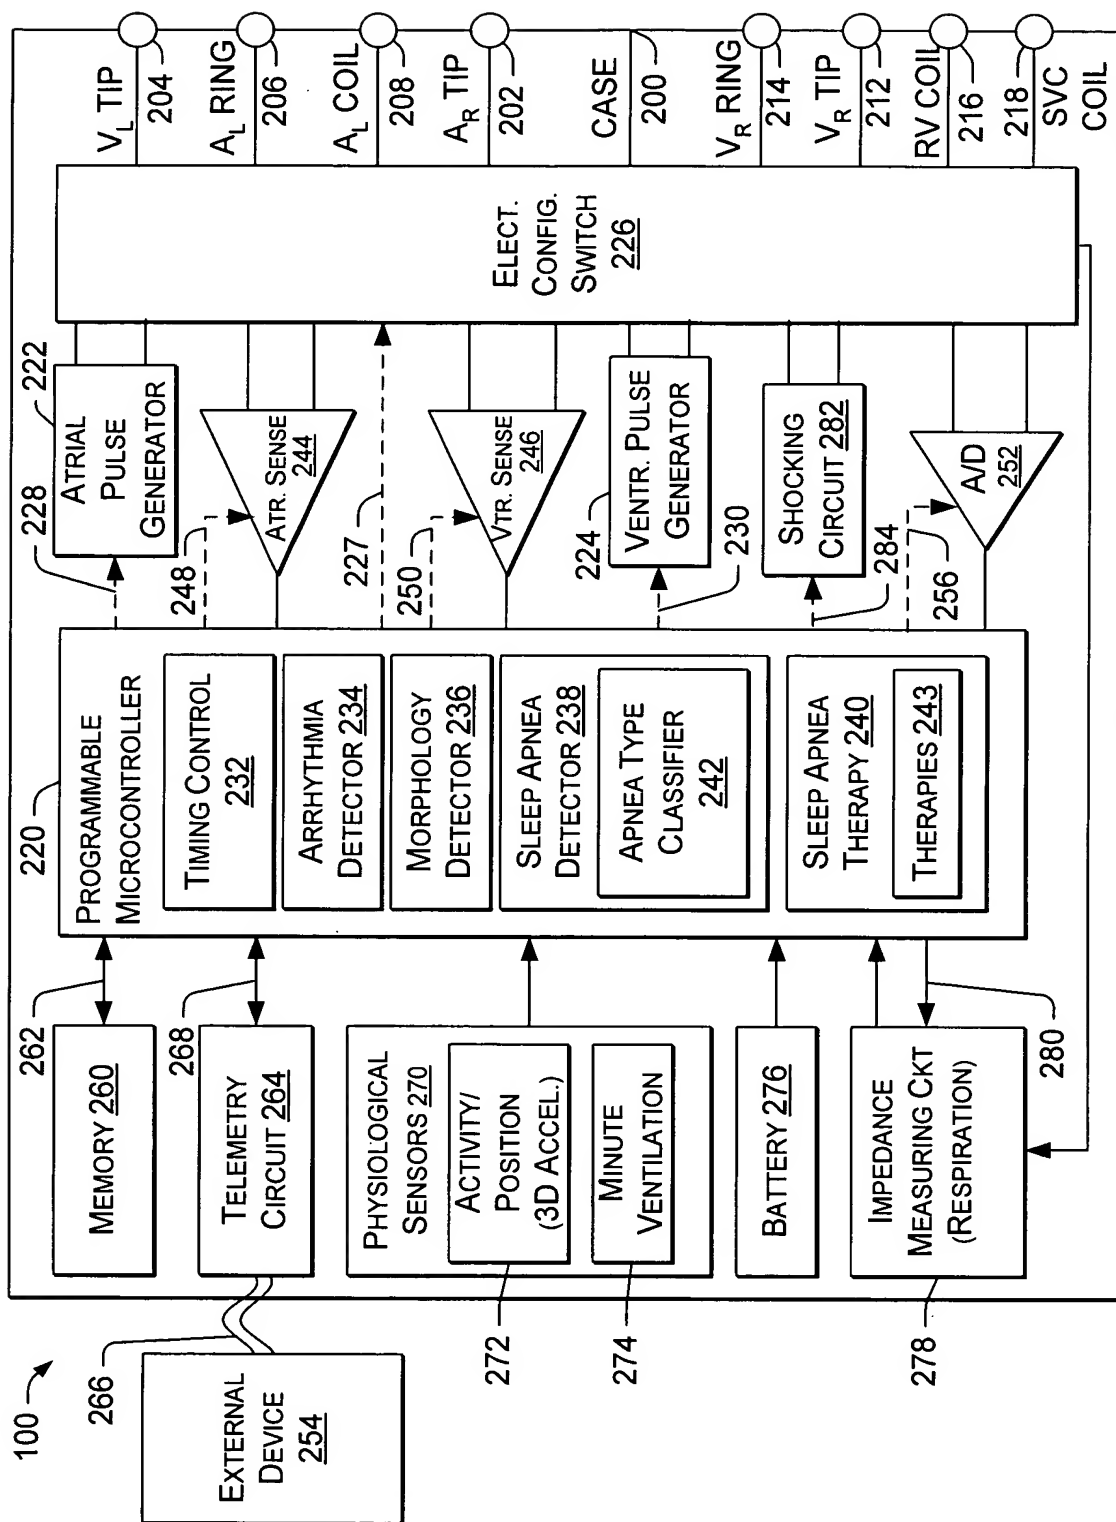 100
EXTERNAL
DEVICE
254
266
MEMORY 260
262
TELEMETRY
CIRCUIT 264
268
PHYSIOLOGICAL
SENSORS 270
ACTIVITY/
POSITION
(3D ACCEL.)
272
MINUTE
VENTILATION
274
BATTERY 276
IMPEDANCE
MEASURING CKT
(RESPIRATION)
278
280
220
PROGRAMMABLE
MICROCONTROLLER
TIMING CONTROL
232
ARRHYTHMIA
DETECTOR 234
MORPHOLOGY
DETECTOR 236
SLEEP APNEA
DETECTOR 238
APNEA TYPE
CLASSIFIER
242
SLEEP APNEA
THERAPY 240
THERAPIES 243
222
228
ATRIAL
PULSE
GENERATOR
248
ATR. SENSE
244
227
250
VTR. SENSE
246
224
VENTR. PULSE
GENERATOR
230
SHOCKING
CIRCUIT 282
284
256
A/D
252
ELECT.
CONFIG.
SWITCH
226
VL TIP
204
AL RING
206
AL COIL
208
AR TIP
202
CASE
200
VR RING
214
VR TIP
212
RV COIL
216
218
SVC
COIL